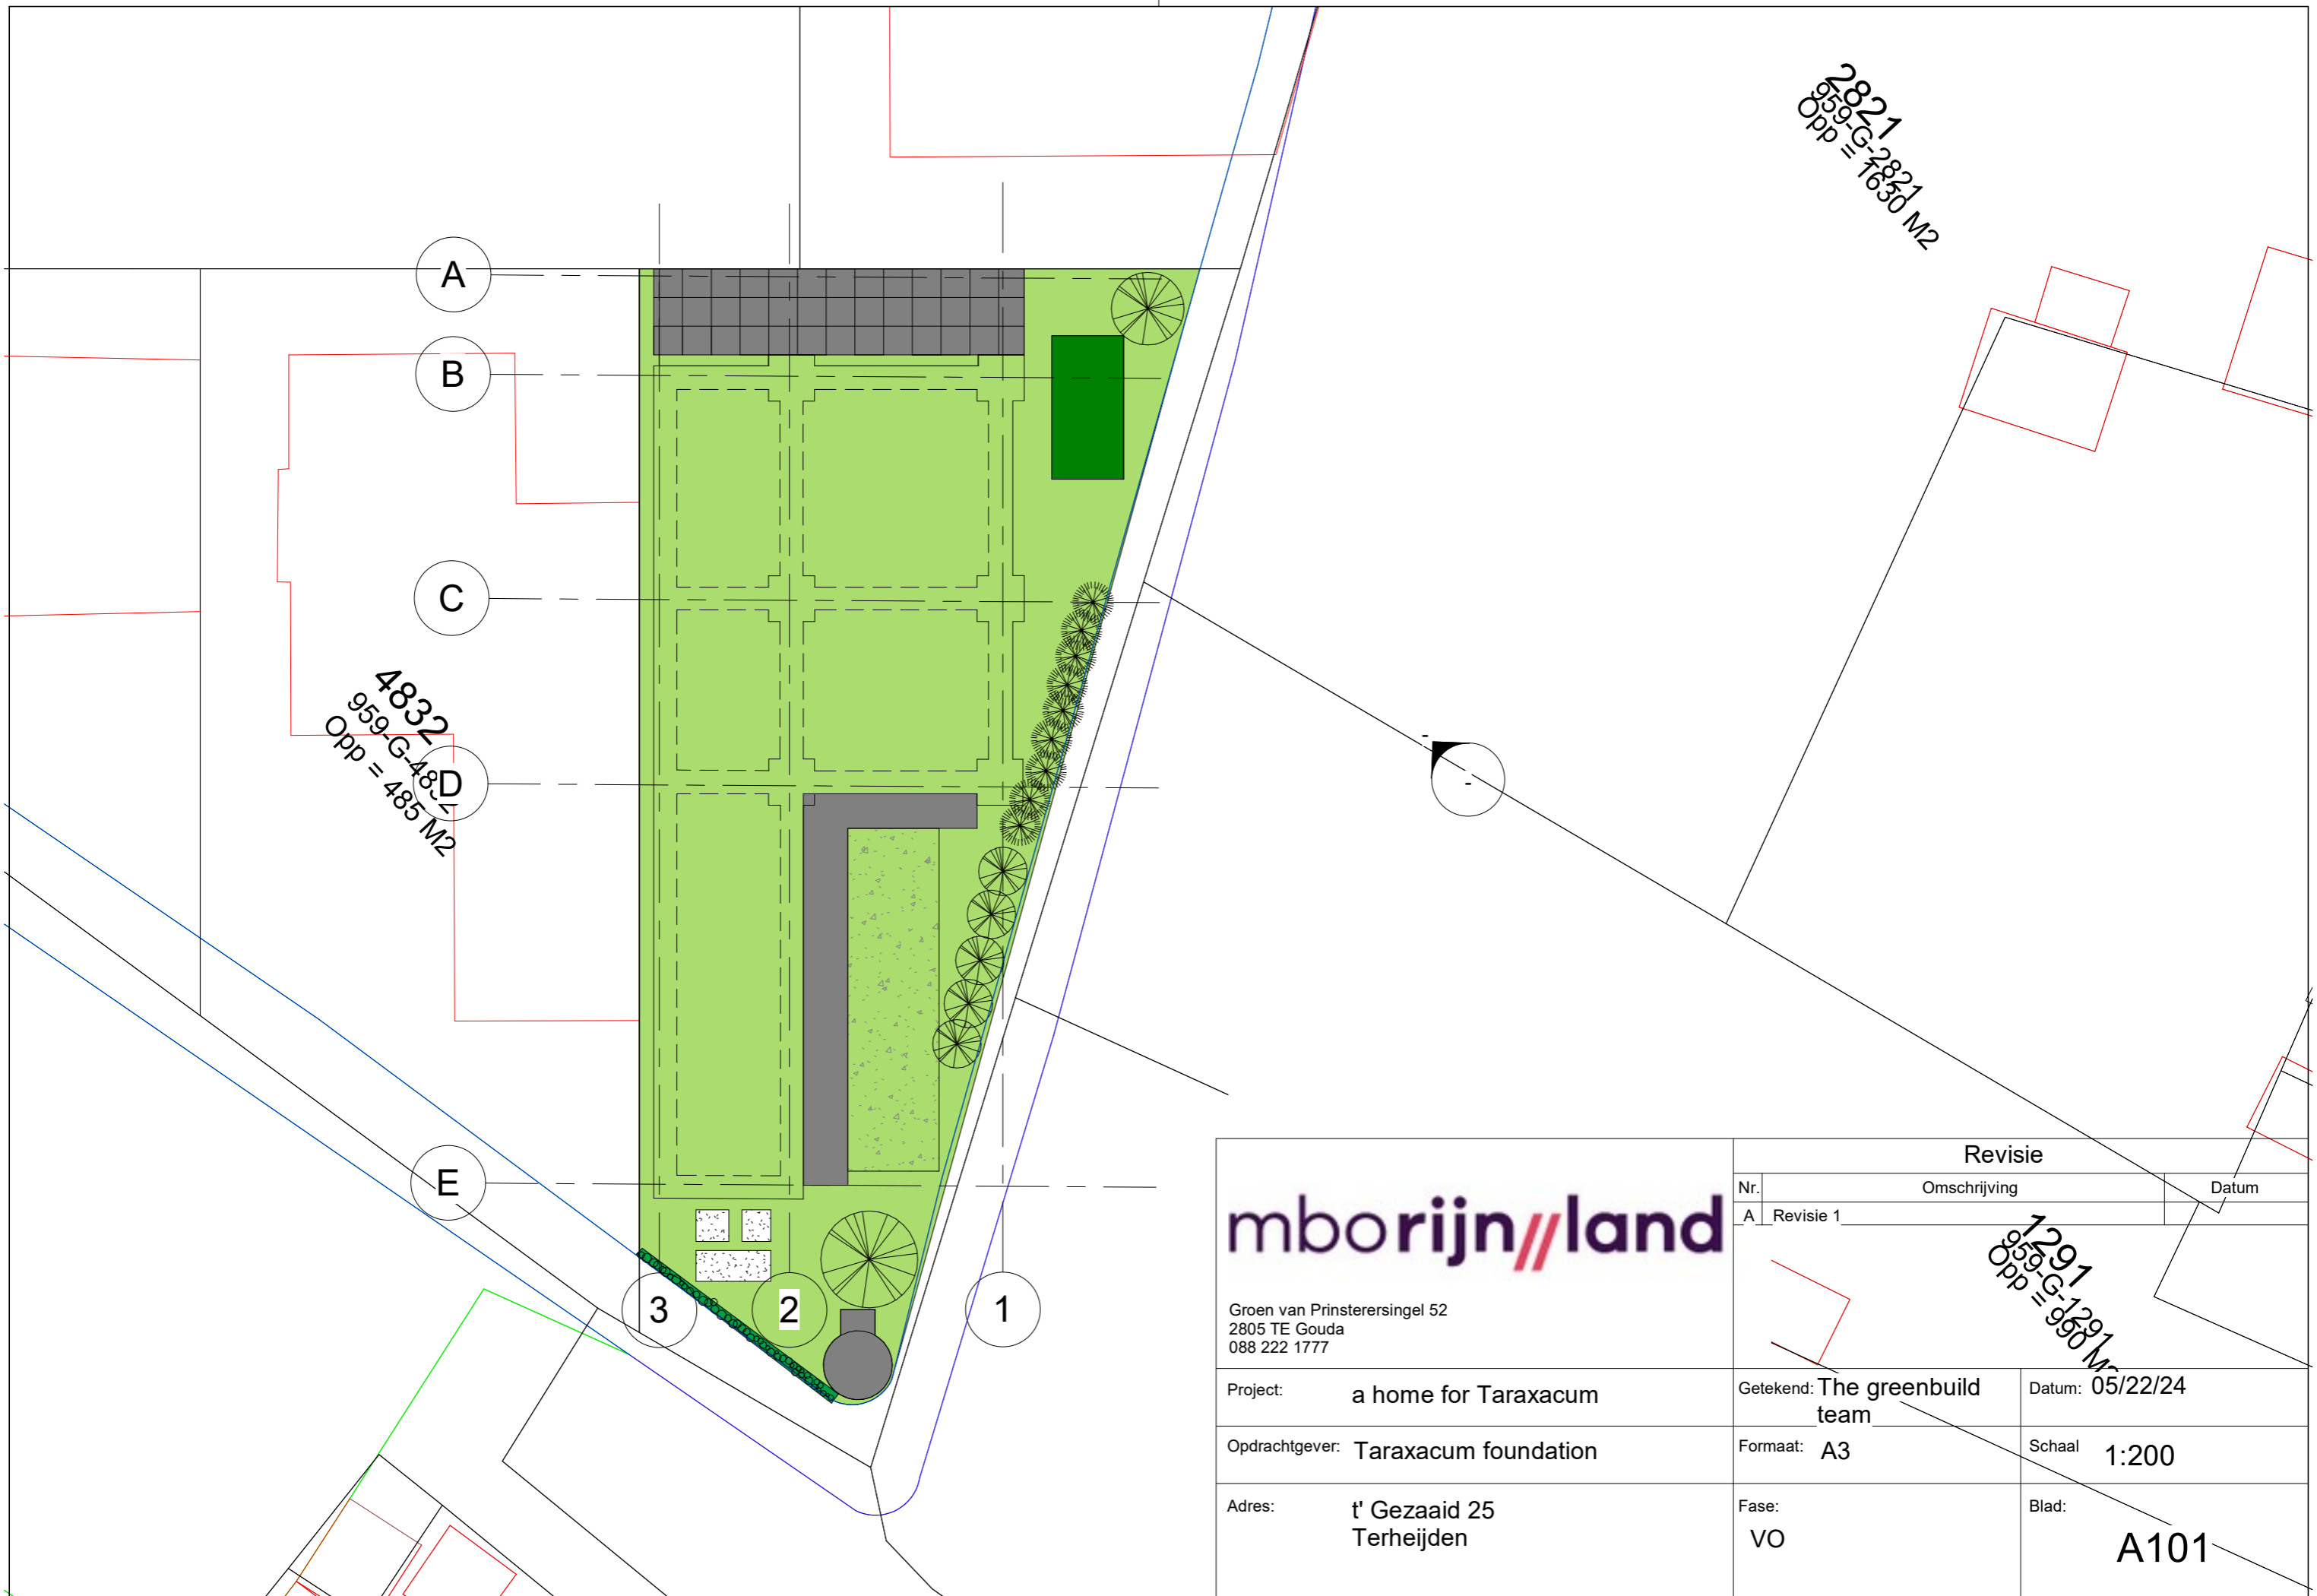 2821
959-G-2821
Opp = 1630 M2
A
B
C
4832
959-G-4832
Opp = 485 M2
D
-
-
E
3
2
1
mborijn//land
Groen van Prinsterersingel 52
2805 TE Gouda
088 222 1777
Revisie
Nr. Omschrijving Datum
A Revisie 1
1291
959-G-1291
Opp = 990 M2
Project: a home for Taraxacum
Getekend: The greenbuild
team
Datum: 05/22/24
Opdrachtgever: Taraxacum foundation
Formaat: A3
Schaal 1:200
Adres: t' Gezaaid 25
Terheijden
Fase:
VO
Blad:
A101